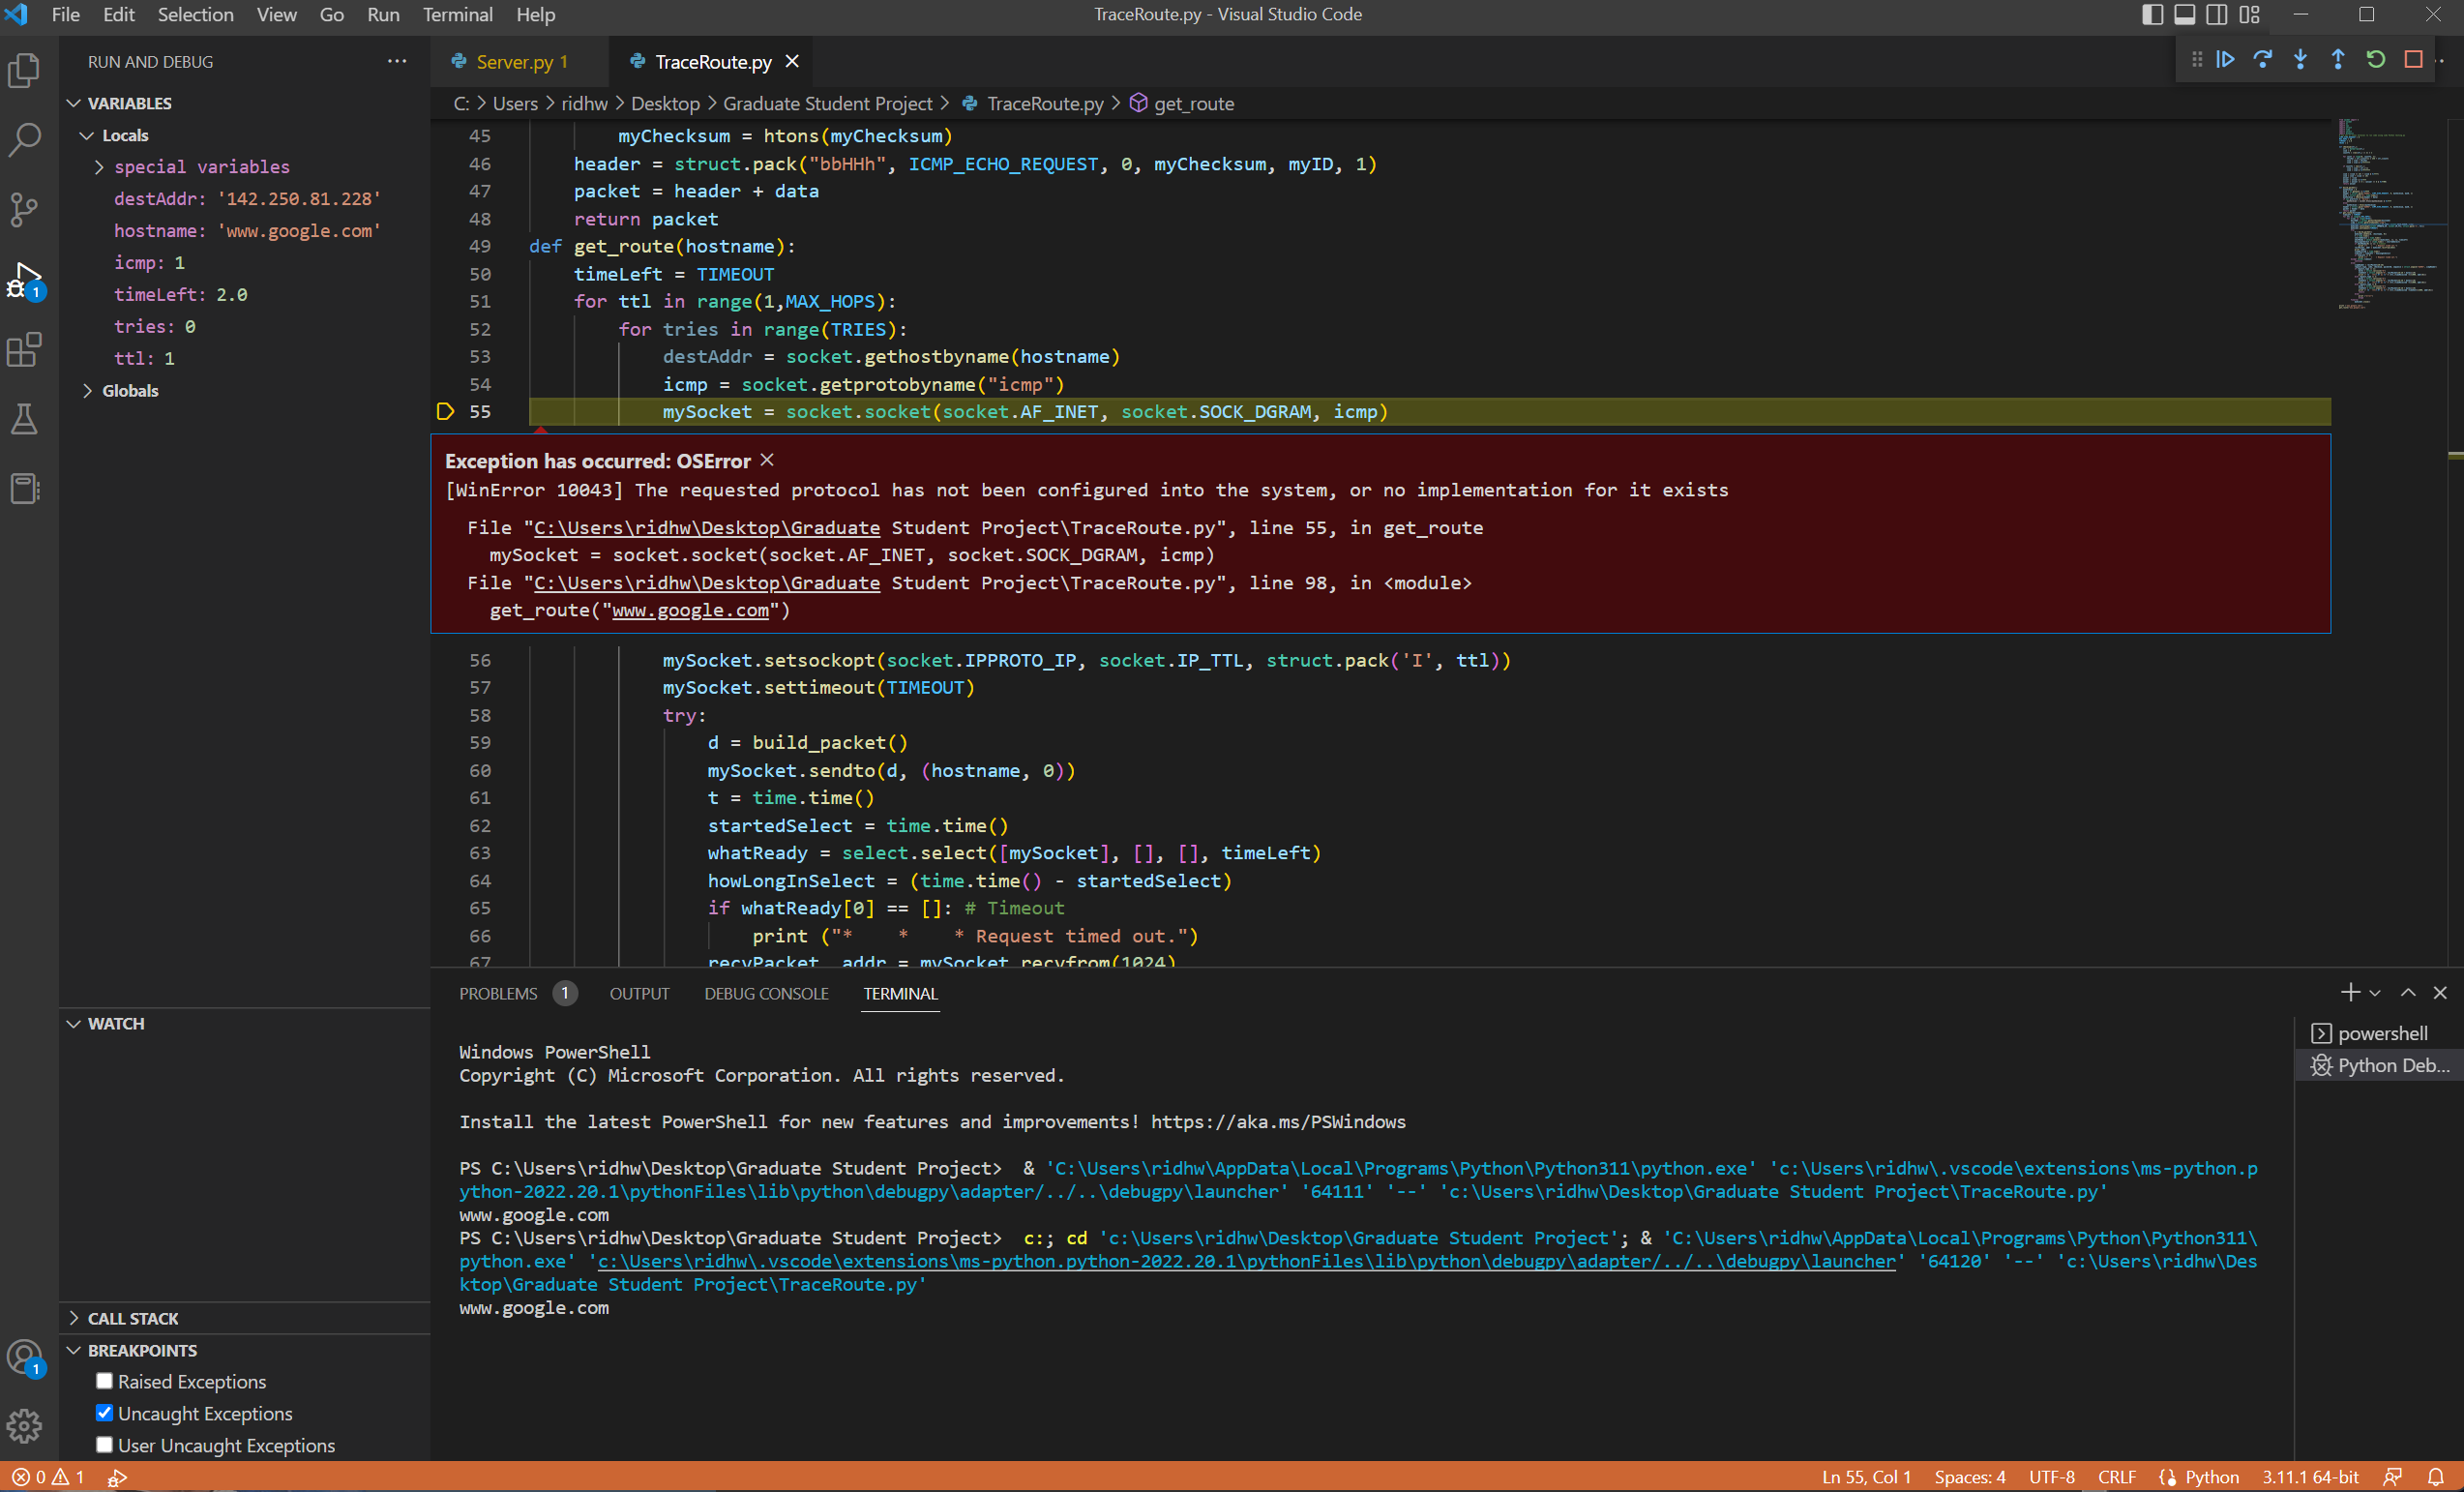 File Edit Selection View Go Run Terminal Help
TraceRoute.py - Visual Studio Code
RUN AND DEBUG
VARIABLES
Locals
special variables
destAddr: '142.250.81.228'
hostname: 'www.google.com'
icmp: 1
timeLeft: 2.0
tries: 0
ttl: 1
Globals
WATCH
CALL STACK
BREAKPOINTS
Raised Exceptions
Uncaught Exceptions
User Uncaught Exceptions
1
1
Server.py 1
TraceRoute.py
C: > Users > ridhw > Desktop > Graduate Student Project > TraceRoute.py > get_route
45 myChecksum = htons(myChecksum)
46 header = struct.pack("bbHHh", ICMP_ECHO_REQUEST, 0, myChecksum, myID, 1)
47 packet = header + data
48 return packet
49 def get_route(hostname):
50 timeLeft = TIMEOUT
51 for ttl in range(1,MAX_HOPS):
52 for tries in range(TRIES):
53 destAddr = socket.gethostbyname(hostname)
54 icmp = socket.getprotobyname("icmp")
55 mySocket = socket.socket(socket.AF_INET, socket.SOCK_DGRAM, icmp)
Exception has occurred: OSError
[WinError 10043] The requested protocol has not been configured into the system, or no implementation for it exists
File "C:\Users\ridhw\Desktop\Graduate Student Project\TraceRoute.py", line 55, in get_route
mySocket = socket.socket(socket.AF_INET, socket.SOCK_DGRAM, icmp)
File "C:\Users\ridhw\Desktop\Graduate Student Project\TraceRoute.py", line 98, in <module>
get_route("www.google.com")
56 mySocket.setsockopt(socket.IPPROTO_IP, socket.IP_TTL, struct.pack('I', ttl))
57 mySocket.settimeout(TIMEOUT)
58 try:
59 d = build_packet()
60 mySocket.sendto(d, (hostname, 0))
61 t = time.time()
62 startedSelect = time.time()
63 whatReady = select.select([mySocket], [], [], timeLeft)
64 howLongInSelect = (time.time() - startedSelect)
65 if whatReady[0] == []: # Timeout
66 print ("*    *    * Request timed out.")
67 recvPacket, addr = mySocket.recvfrom(1024)
PROBLEMS 1 OUTPUT DEBUG CONSOLE TERMINAL
powershell
Python Deb...
Windows PowerShell
Copyright (C) Microsoft Corporation. All rights reserved.
Install the latest PowerShell for new features and improvements! https://aka.ms/PSWindows
PS C:\Users\ridhw\Desktop\Graduate Student Project>  & 'C:\Users\ridhw\AppData\Local\Programs\Python\Python311\python.exe' 'c:\Users\ridhw\.vscode\extensions\ms-python.p
ython-2022.20.1\pythonFiles\lib\python\debugpy\adapter/../..\debugpy\launcher' '64111' '--' 'c:\Users\ridhw\Desktop\Graduate Student Project\TraceRoute.py'
www.google.com
PS C:\Users\ridhw\Desktop\Graduate Student Project>  c:; cd 'c:\Users\ridhw\Desktop\Graduate Student Project'; & 'C:\Users\ridhw\AppData\Local\Programs\Python\Python311\
python.exe' 'c:\Users\ridhw\.vscode\extensions\ms-python.python-2022.20.1\pythonFiles\lib\python\debugpy\adapter/../..\debugpy\launcher' '64120' '--' 'c:\Users\ridhw\Des
ktop\Graduate Student Project\TraceRoute.py'
www.google.com
0 1
Ln 55, Col 1 Spaces: 4 UTF-8 CRLF Python 3.11.1 64-bit